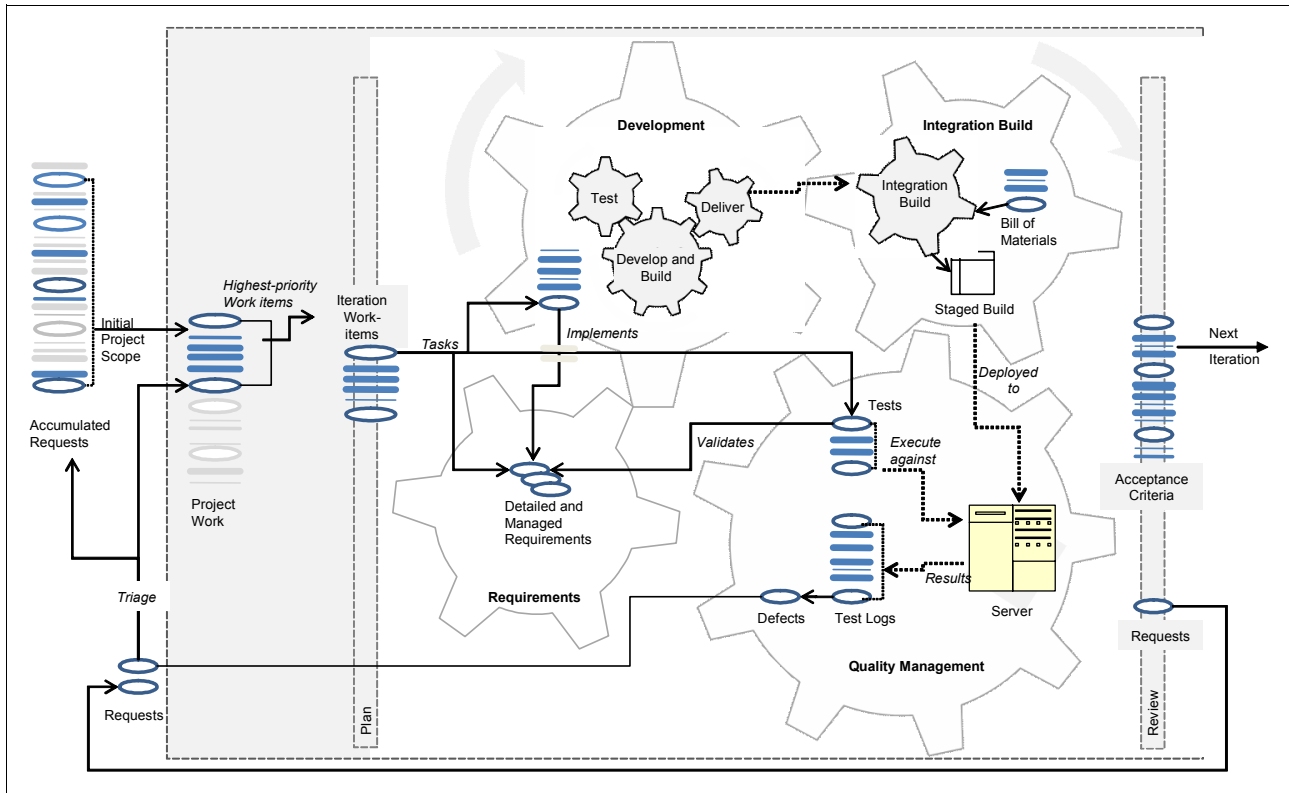 Development
Integration Build
Test
Deliver
Integration
Build
Develop and
Build
Bill of
Materials
Highest-priority
Work items
Iteration
Work-
items
Staged Build
Initial
Project
Scope
Tasks
Implements
Next
Iteration
Deployed
to
Accumulated
Requests
Tests
Validates
Execute
against
Acceptance
Criteria
Project
Work
Detailed and
Managed
Requirements
Results
Triage
Requirements
Defects
Test Logs
Server
Requests
Quality Management
Requests
Plan
Review